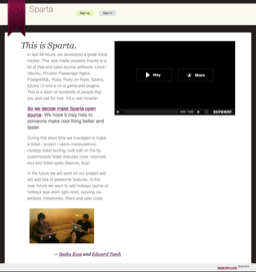 Sparta
Sign up
Sign in
This is Sparta.
In last 48 hours, we developed a great ticket
tracker. This was made possible thanks to a
lot of free and open source software: Linux /
Ubuntu, Phusion Passenger Nginx
PostgreSQL, Ruby, Ruby on Rails, jQuery,
jQuery UI and a lot of gems and plugins.
This is a labor of hundreds of people that
you and use for free. It's a real miracle!
So we decide make Sparta open
source. We hope it may help to
someone make cool thing better and
faster.
During this short time we managed to make
a ticket / project / users manipulations,
multiply ticket sorting, bulk edit on the fly,
customizable ticket statuses (new, resolved
etc) and ticket types (feature, bug).
In the future we will work on our project and
will add lots of awesome features. In the
near future we want to add hotkeys (some of
hotkeys was work right now), syncing via
sockets, milestones, filters and user roles.
Play
Share
— Sasha Koss and Eduard Tsech